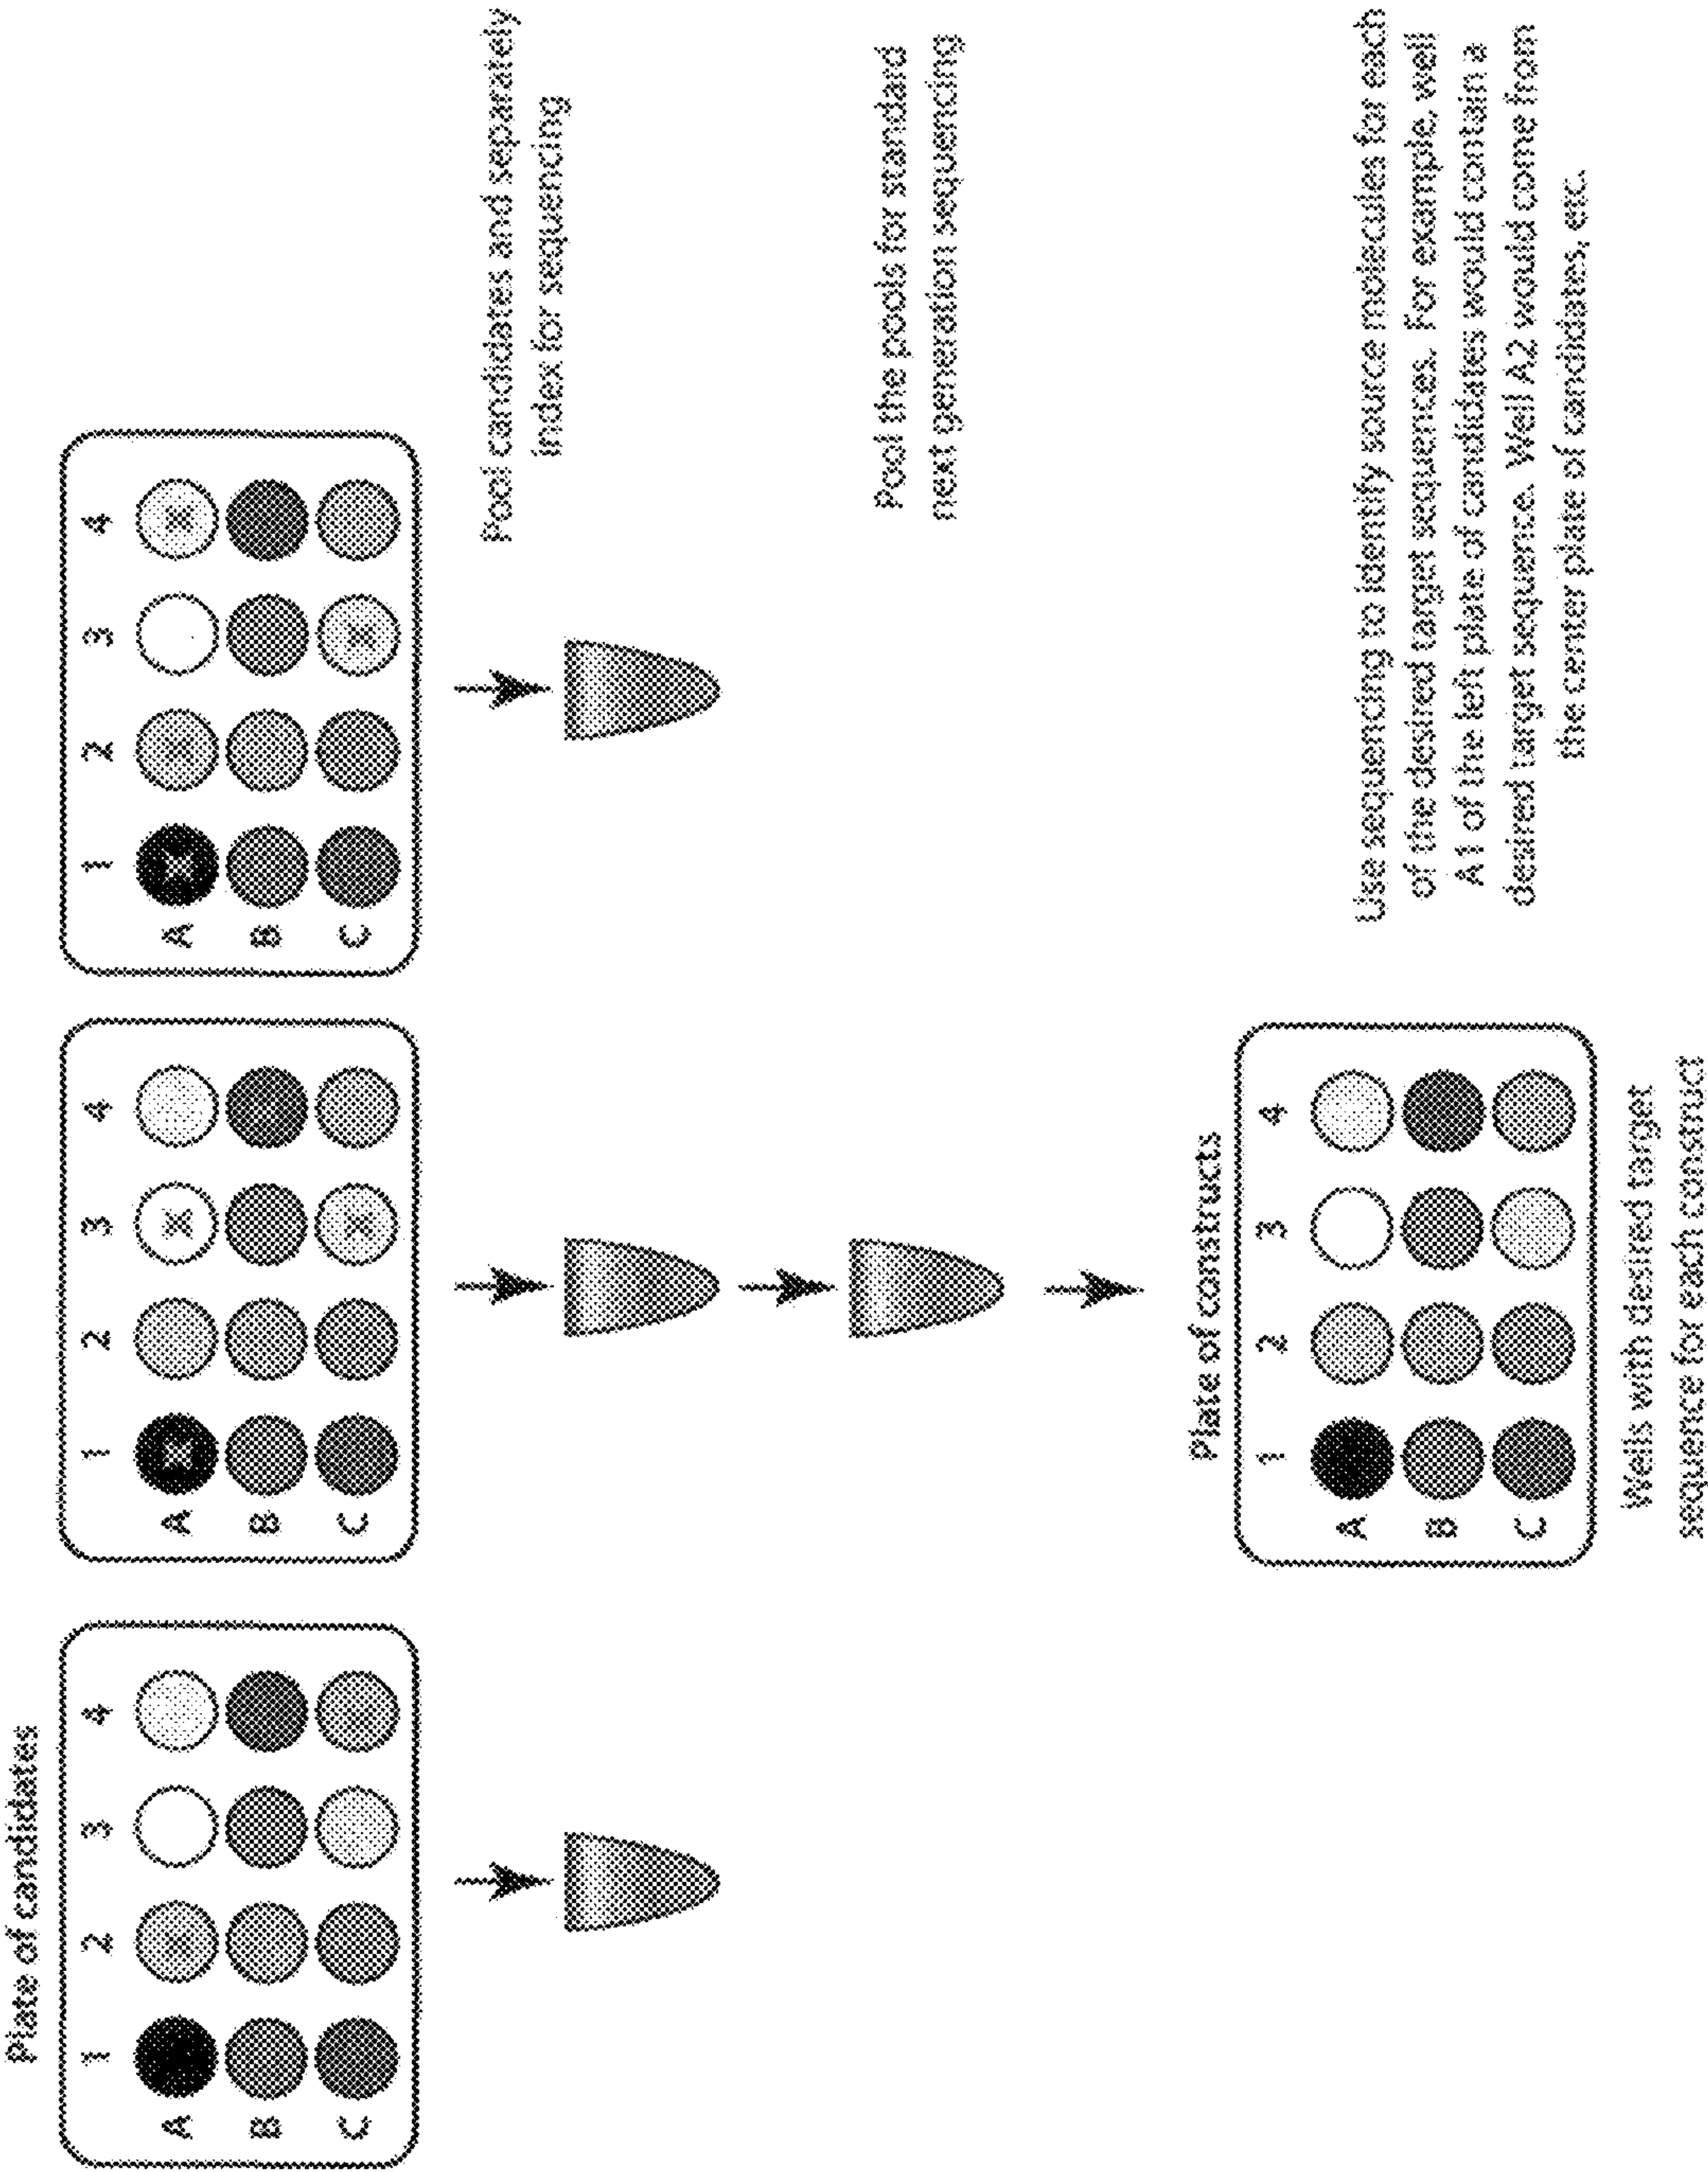 Plate of candidates
1 2 3 4
A x
B
C
1 2 3 4
A x x
B
C x
1 2 3 4
A x x x
B
C x
Pool candidates and separately
index for sequencing
Pool the pools for standard
next generation sequencing
Plate of constructs
1 2 3 4
A
B
C
Wells with desired target
sequence for each construct
Use sequencing to identify source molecules for each
of the desired target sequences. For example, well
A1 of the left plate of candidates would contain a
desired target sequence. Well A2 would come from
the center plate of candidates, etc.